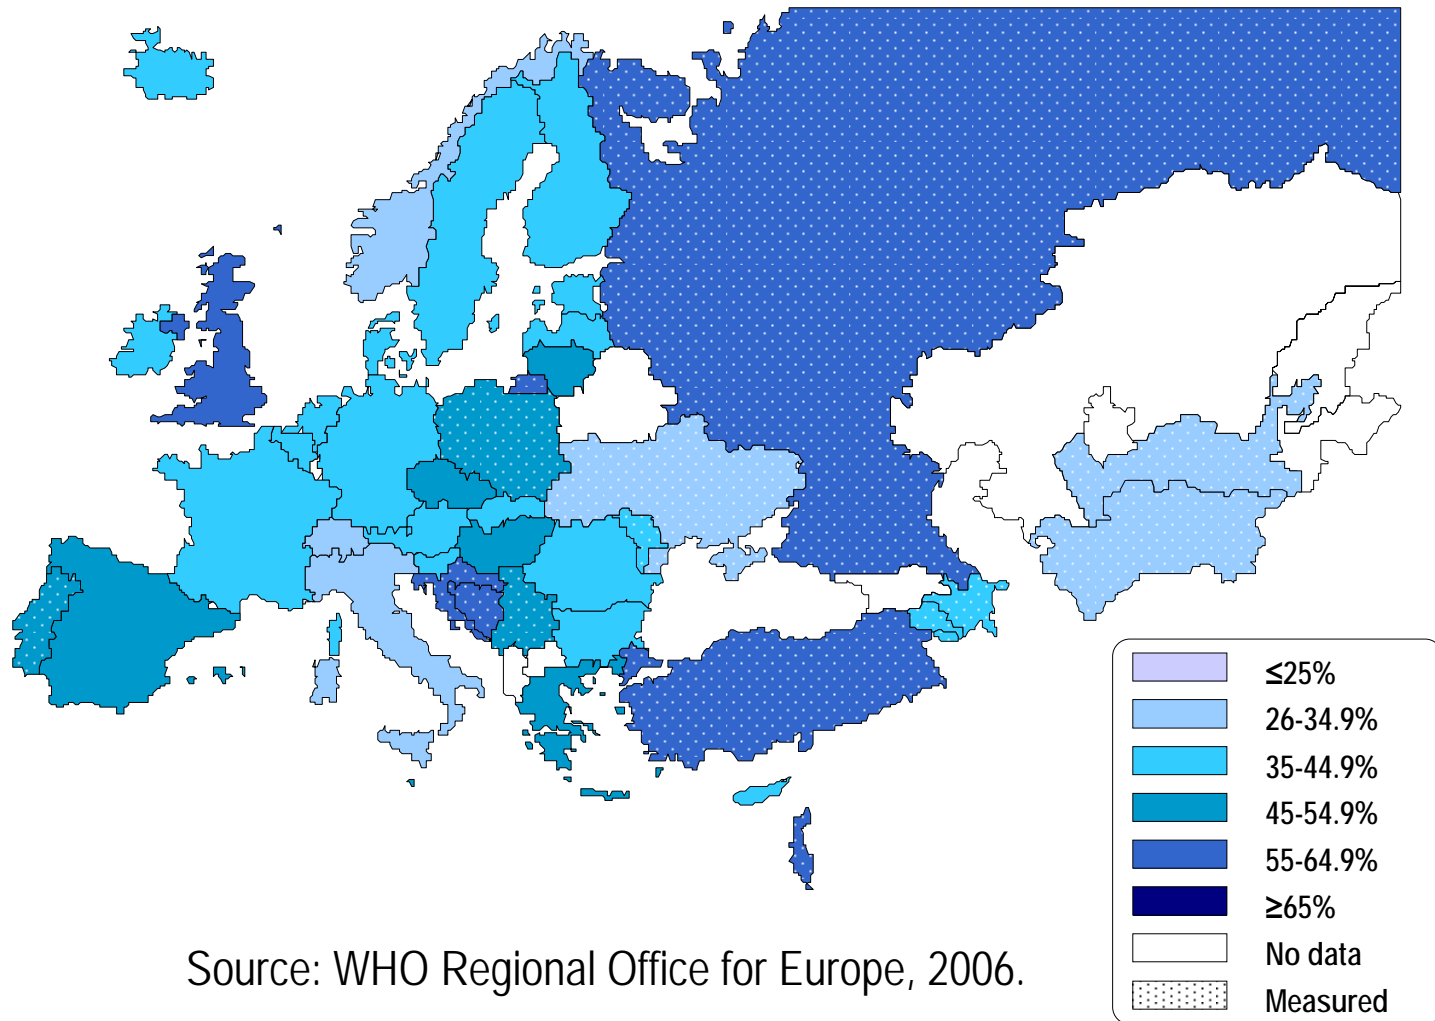 ≤25%
26-34.9%
35-44.9%
45-54.9%
55-64.9%
≥65%
No data
Measured
Source: WHO Regional Office for Europe, 2006.